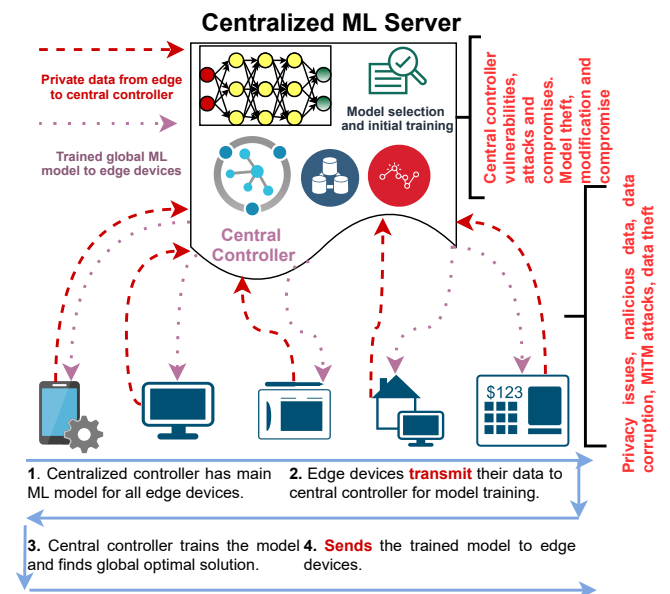 Centralized ML Server
Private data from edge
to central controller
Trained global ML
model to edge devices
Model selection
and initial training
Central
Controller
Central controller
vulnerabilities,
attacks and
compromises.
Model theft,
modification and
compromise
Privacy issues, malicious data, data
corruption, MiTM attacks, data theft
$123
1. Centralized controller has main
ML model for all edge devices.
2. Edge devices transmit their data to
central controller for model training.
3. Central controller trains the model
and finds global optimal solution.
4. Sends the trained model to edge
devices.